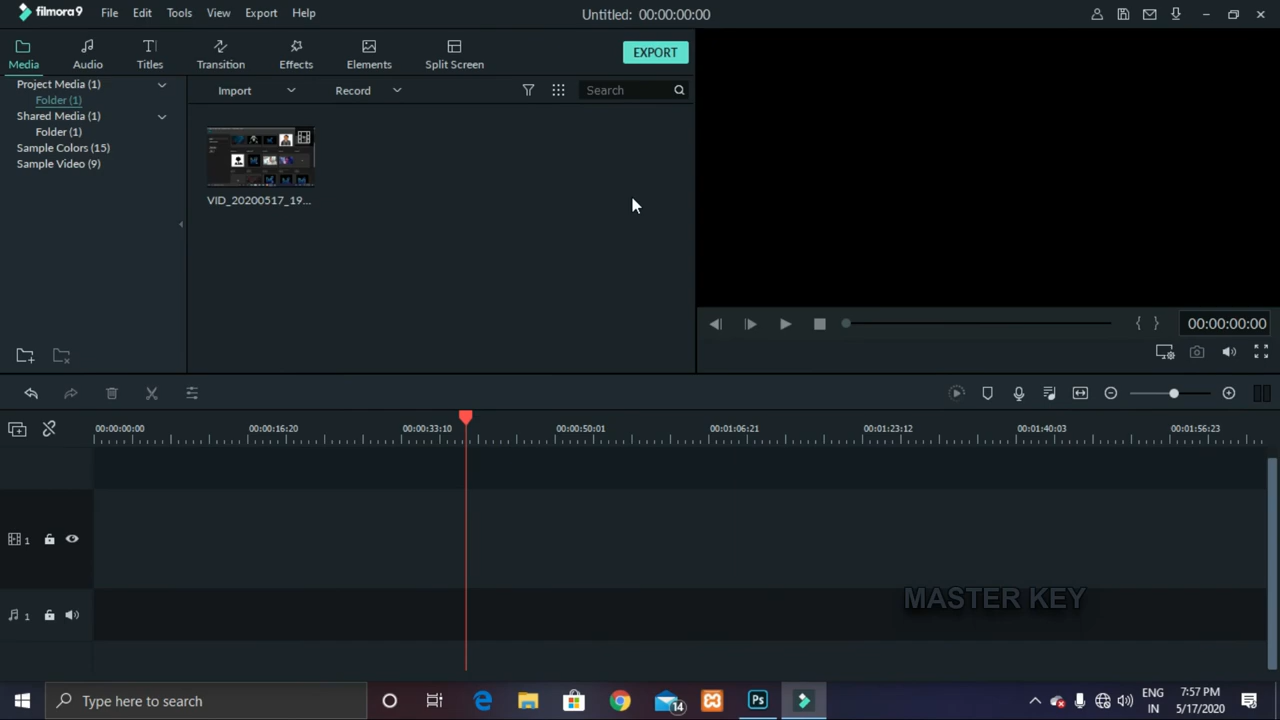 filmora9 File Edit Tools View Export Help Untitled: 00:00:00:00
Media Audio Titles Transition Effects Elements Split Screen EXPORT
Project Media (1)
Folder (1)
Shared Media (1)
Folder (1)
Sample Colors (15)
Sample Video (9)
Import Record Search
VID_20200517_19...
00:00:00:00
00:00:00:00 00:00:16:20 00:00:33:10 00:00:50:01 00:01:06:21 00:01:23:12 00:01:40:03 00:01:56:23
1
1
MASTER KEY
Type here to search 14 Ps ENG IN 7:57 PM 5/17/2020